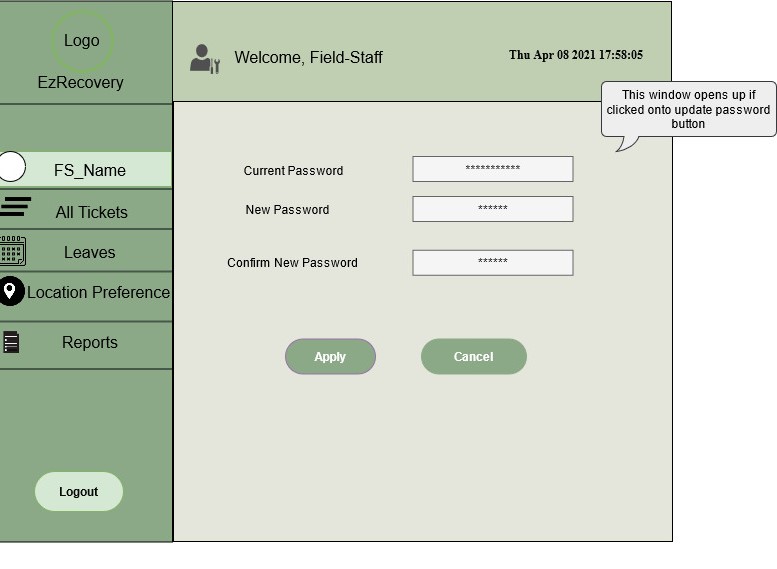 Logo
EzRecovery
Welcome, Field-Staff
Thu Apr 08 2021 17:58:05
This window opens up if
clicked onto update password
button
FS_Name
All Tickets
Leaves
Location Preference
Reports
Logout
Current Password
***********
New Password
******
Confirm New Password
******
Apply
Cancel